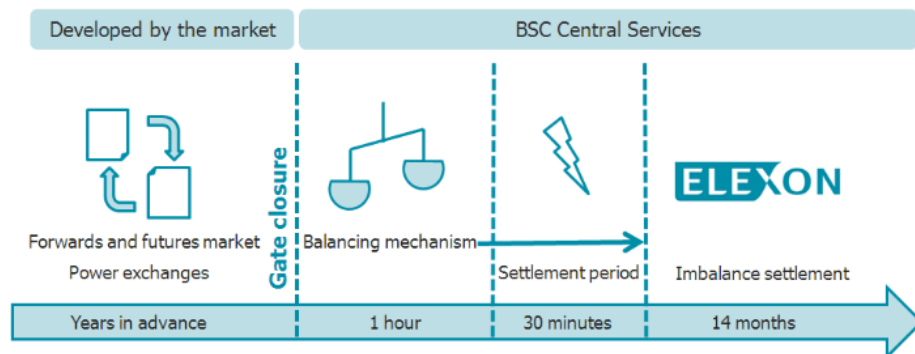 Developed by the market
BSC Central Services
Gate closure
ELEXON
Forwards and futures market
Power exchanges
Balancing mechanism
Settlement period
Imbalance settlement
Years in advance
1 hour
30 minutes
14 months